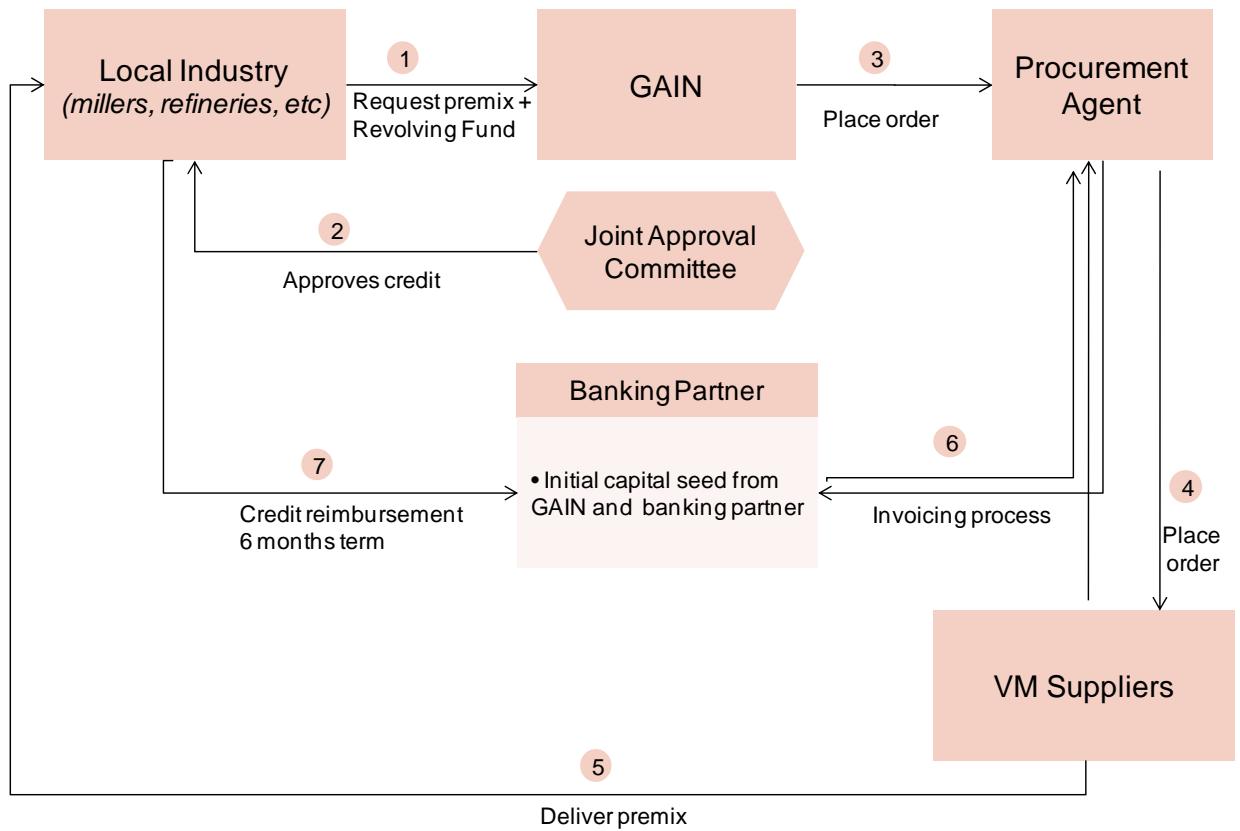 Local Industry
(millers, refineries, etc)
1
Request premix +
Revolving Fund
GAIN
3
Place order
Procurement
Agent
2
Approves credit
Joint Approval
Committee
Banking Partner
• Initial capital seed from
GAIN and banking partner
7
Credit reimbursement
6 months term
6
Invoicing process
4
Place
order
VM Suppliers
5
Deliver premix